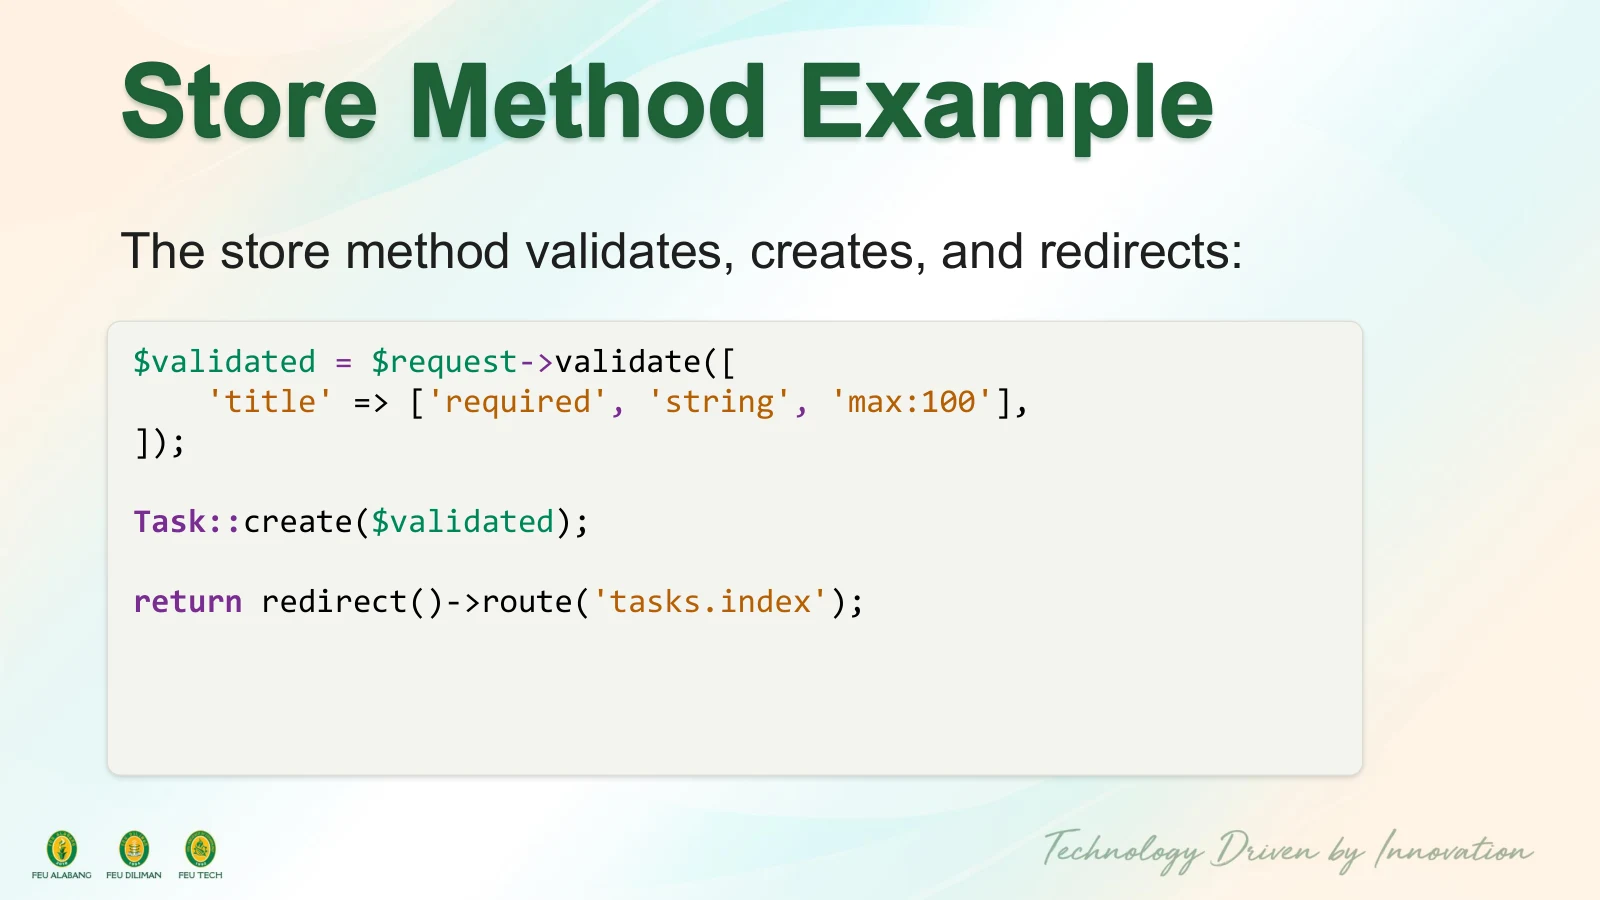 Store Method Example
The store method validates, creates, and redirects:
$validated = $request->validate([
    'title' => ['required', 'string', 'max:100'],
]);
Task::create($validated);
return redirect()->route('tasks.index');
FEU ALABANG
FEU DILIMAN
FEU TECH
Technology Driven by Innovation